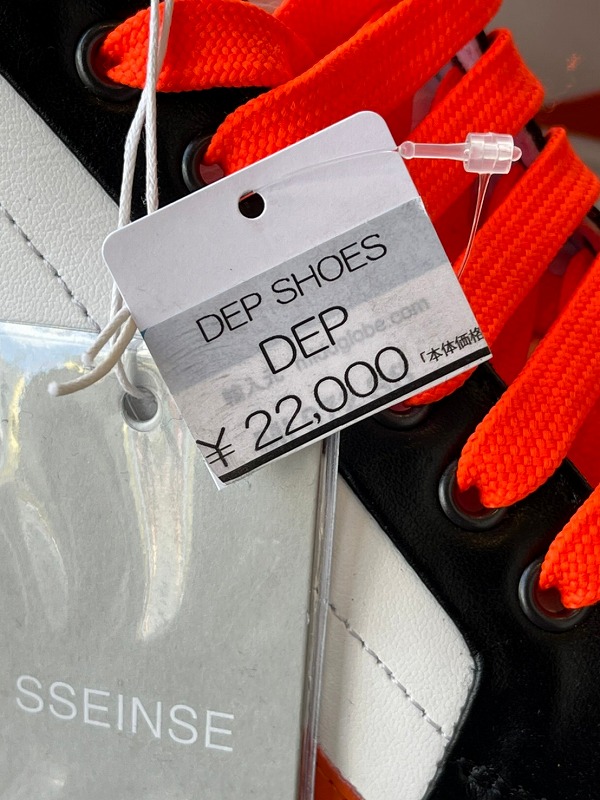 DEP SHOES
DEP
¥ 22,000 「本体価格
SSEINSE